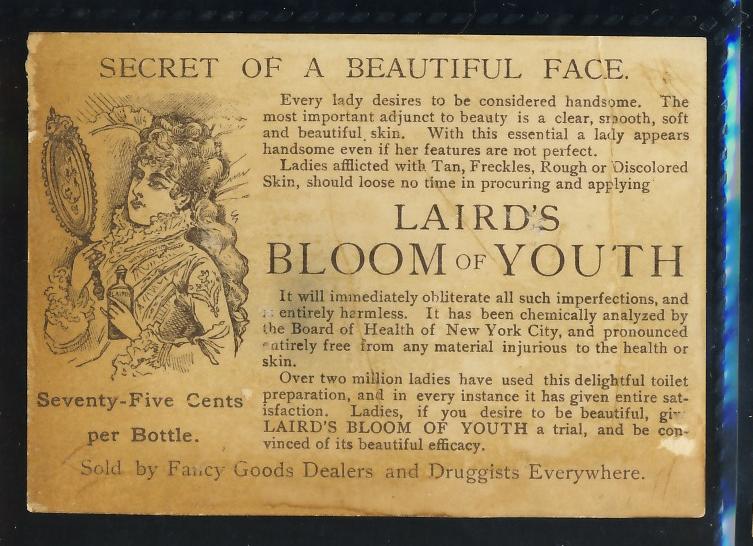 SECRET OF A BEAUTIFUL FACE.
Every lady desires to be considered handsome. The
most important adjunct to beauty is a clear, smooth, soft
and beautiful skin. With this essential a lady appears
handsome even if her features are not perfect.
Ladies afflicted with Tan, Freckles, Rough or Discolored
Skin, should loose no time in procuring and applying
LAIRD'S
BLOOM OF YOUTH
It will immediately obliterate all such imperfections, and
is entirely harmless. It has been chemically analyzed by
the Board of Health of New York City, and pronounced
entirely free from any material injurious to the health or
skin.
Over two million ladies have used this delightful toilet
preparation, and in every instance it has given entire sat-
isfaction. Ladies, if you desire to be beautiful, giv
LAIRD'S BLOOM OF YOUTH a trial, and be con-
vinced of its beautiful efficacy.
LAIRD
Seventy-Five Cents
per Bottle.
Sold by Fancy Goods Dealers and Druggists Everywhere.